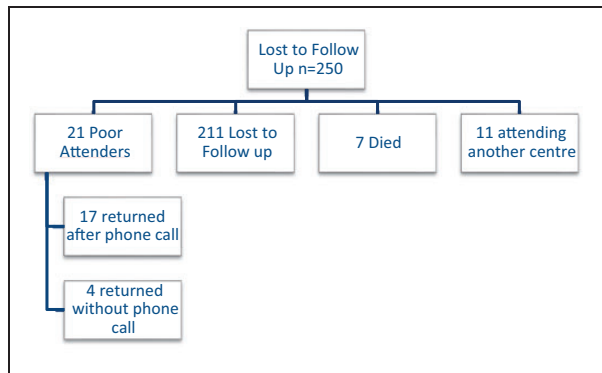 Lost to Follow
Up n=250
21 Poor
Attenders
211 Lost to
Follow up
7 Died
11 attending
another centre
17 returned
after phone call
4 returned
without phone
call